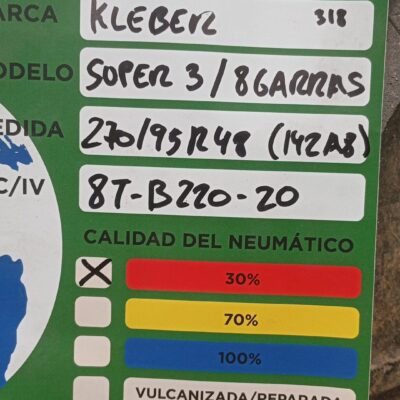 ARCA KLEBER 318
ODELO SUPER 3/8GARRAS
EDIDA 270/95R48 (142A8)
C/IV 8T-B220-20
CALIDAD DEL NEUMÁTICO
X 30%
70%
100%
VULCANIZADA/REPARADA